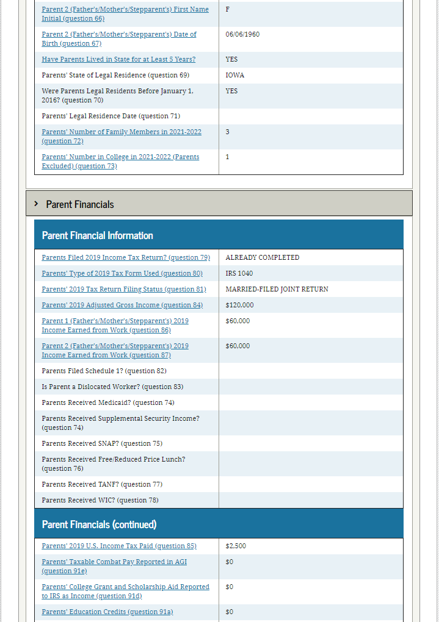 Parent 2 (Father's/Mother's/Stepparent's) First Name
Initial (question 66)
F
Parent 2 (Father's/Mother's/Stepparent's) Date of
Birth (question 67)
06/06/1960
Have Parents Lived in State for at Least 5 Years?
YES
Parents' State of Legal Residence (question 69)
IOWA
Were Parents Legal Residents Before January 1,
2016? (question 70)
YES
Parents' Legal Residence Date (question 71)
Parents' Number of Family Members in 2021-2022
(question 72)
3
Parents' Number in College in 2021-2022 (Parents
Excluded) (question 73)
1
Parent Financials
Parent Financial Information
Parents Filed 2019 Income Tax Return? (question 79)
ALREADY COMPLETED
Parents' Type of 2019 Tax Form Used (question 80)
IRS 1040
Parents' 2019 Tax Return Filing Status (question 81)
MARRIED-FILED JOINT RETURN
Parents' 2019 Adjusted Gross Income (question 84)
$120,000
Parent 1 (Father's/Mother's/Stepparent's) 2019
Income Earned from Work (question 86)
$60,000
Parent 2 (Father's/Mother's/Stepparent's) 2019
Income Earned from Work (question 87)
$60,000
Parents Filed Schedule 1? (question 82)
Is Parent a Dislocated Worker? (question 83)
Parents Received Medicaid? (question 74)
Parents Received Supplemental Security Income?
(question 74)
Parents Received SNAP? (question 75)
Parents Received Free/Reduced Price Lunch?
(question 76)
Parents Received TANF? (question 77)
Parents Received WIC? (question 78)
Parent Financials (continued)
Parents' 2019 U.S. Income Tax Paid (question 85)
$2,500
Parents' Taxable Combat Pay Reported in AGI
(question 91e)
$0
Parents' College Grant and Scholarship Aid Reported
to IRS as Income (question 91d)
$0
Parents' Education Credits (question 91a)
$0